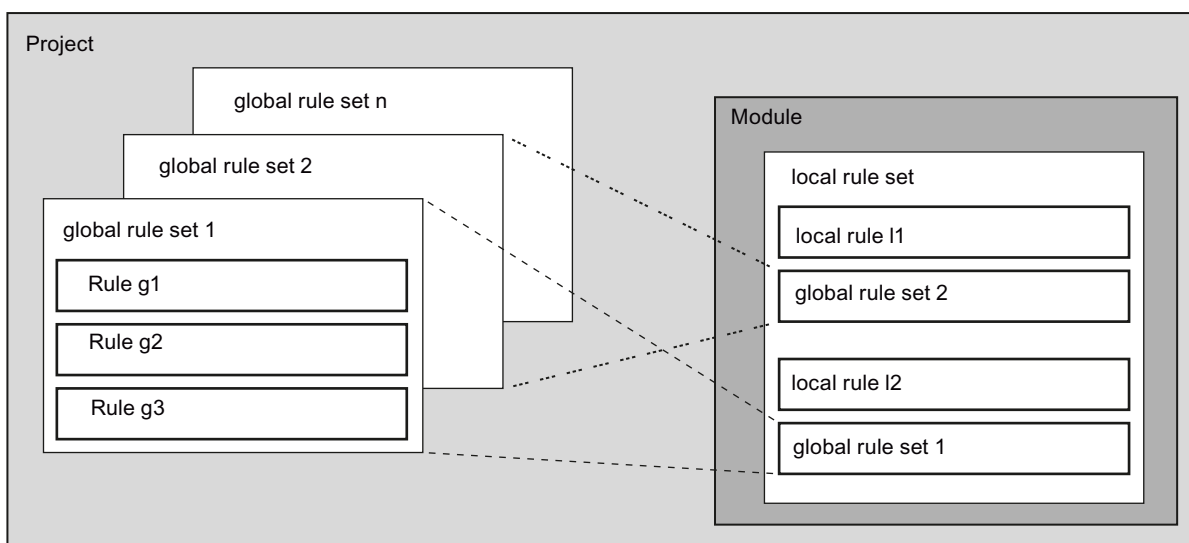 Project
global rule set n
global rule set 2
global rule set 1
Rule g1
Rule g2
Rule g3
Module
local rule set
local rule l1
global rule set 2
local rule l2
global rule set 1